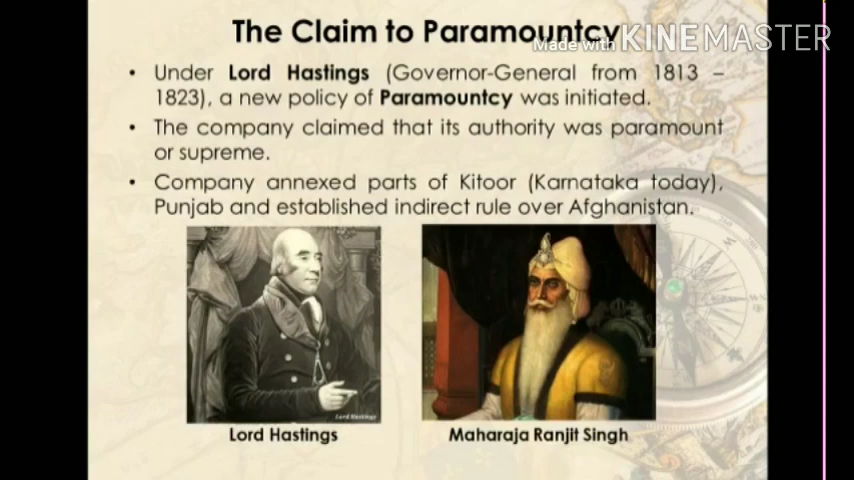 The Claim to Paramountcy
Made with KINEMASTER
• Under Lord Hastings (Governor-General from 1813 –
1823), a new policy of Paramountcy was initiated.
• The company claimed that its authority was paramount
or supreme.
• Company annexed parts of Kitoor (Karnataka today),
Punjab and established indirect rule over Afghanistan.
Lord Hastings
Lord Hastings
Maharaja Ranjit Singh